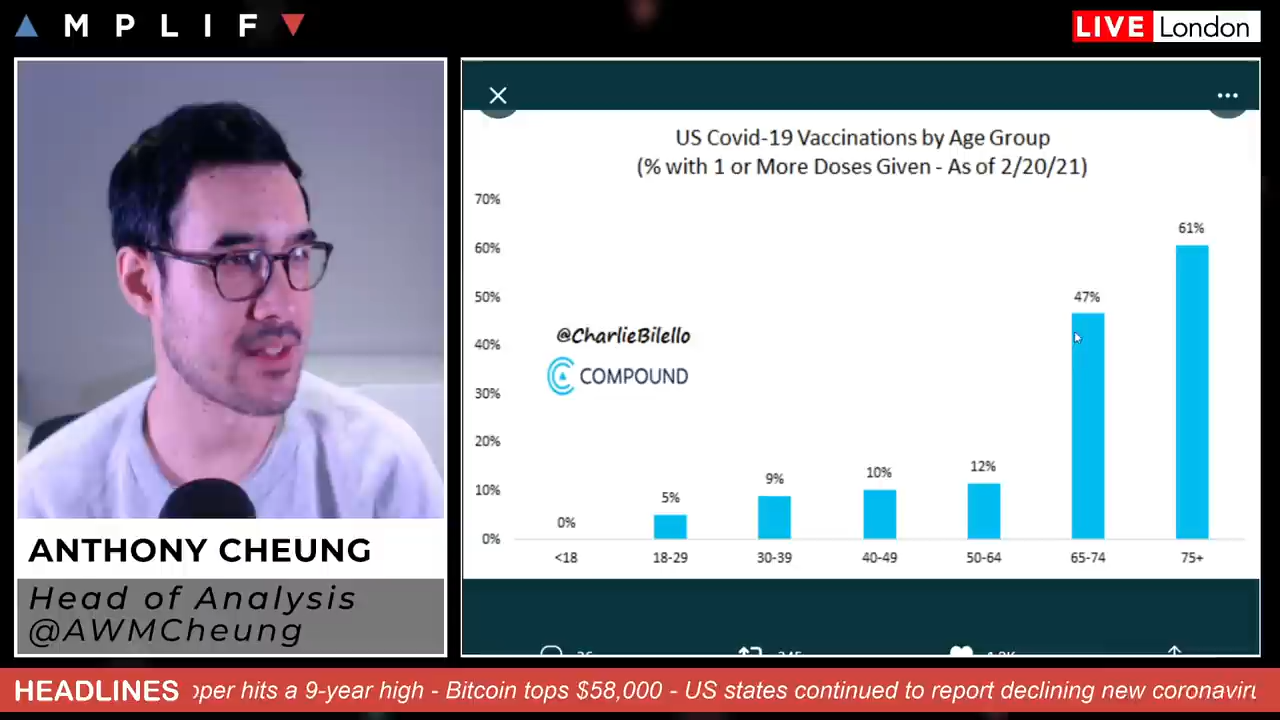 ▲ M P L I F ▼
LIVE London
US Covid-19 Vaccinations by Age Group
(% with 1 or More Doses Given - As of 2/20/21)
70%
60%
50%
40%
30%
20%
10%
0%
0%
5%
9%
10%
12%
47%
61%
@CharlieBilello
COMPOUND
<18
18-29
30-39
40-49
50-64
65-74
75+
ANTHONY CHEUNG
Head of Analysis
@AWMCheung
HEADLINES hits a 9-year high - Bitcoin tops $58,000 - US states continued to report declining new